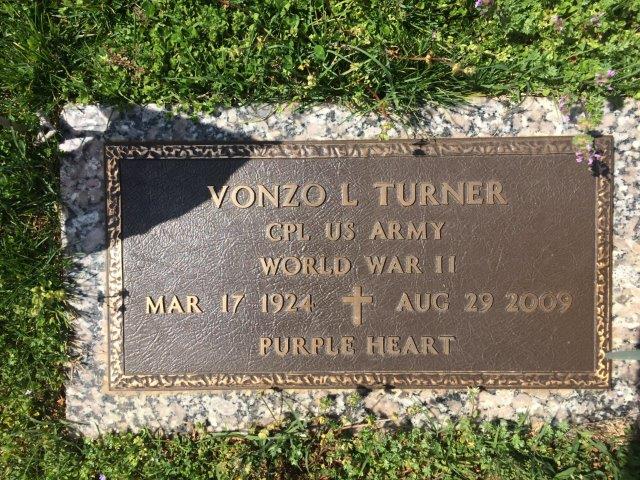 VONZO L TURNER
CPL US ARMY
WORLD WAR II
MAR 17 1924 AUG 29 2009
PURPLE HEART